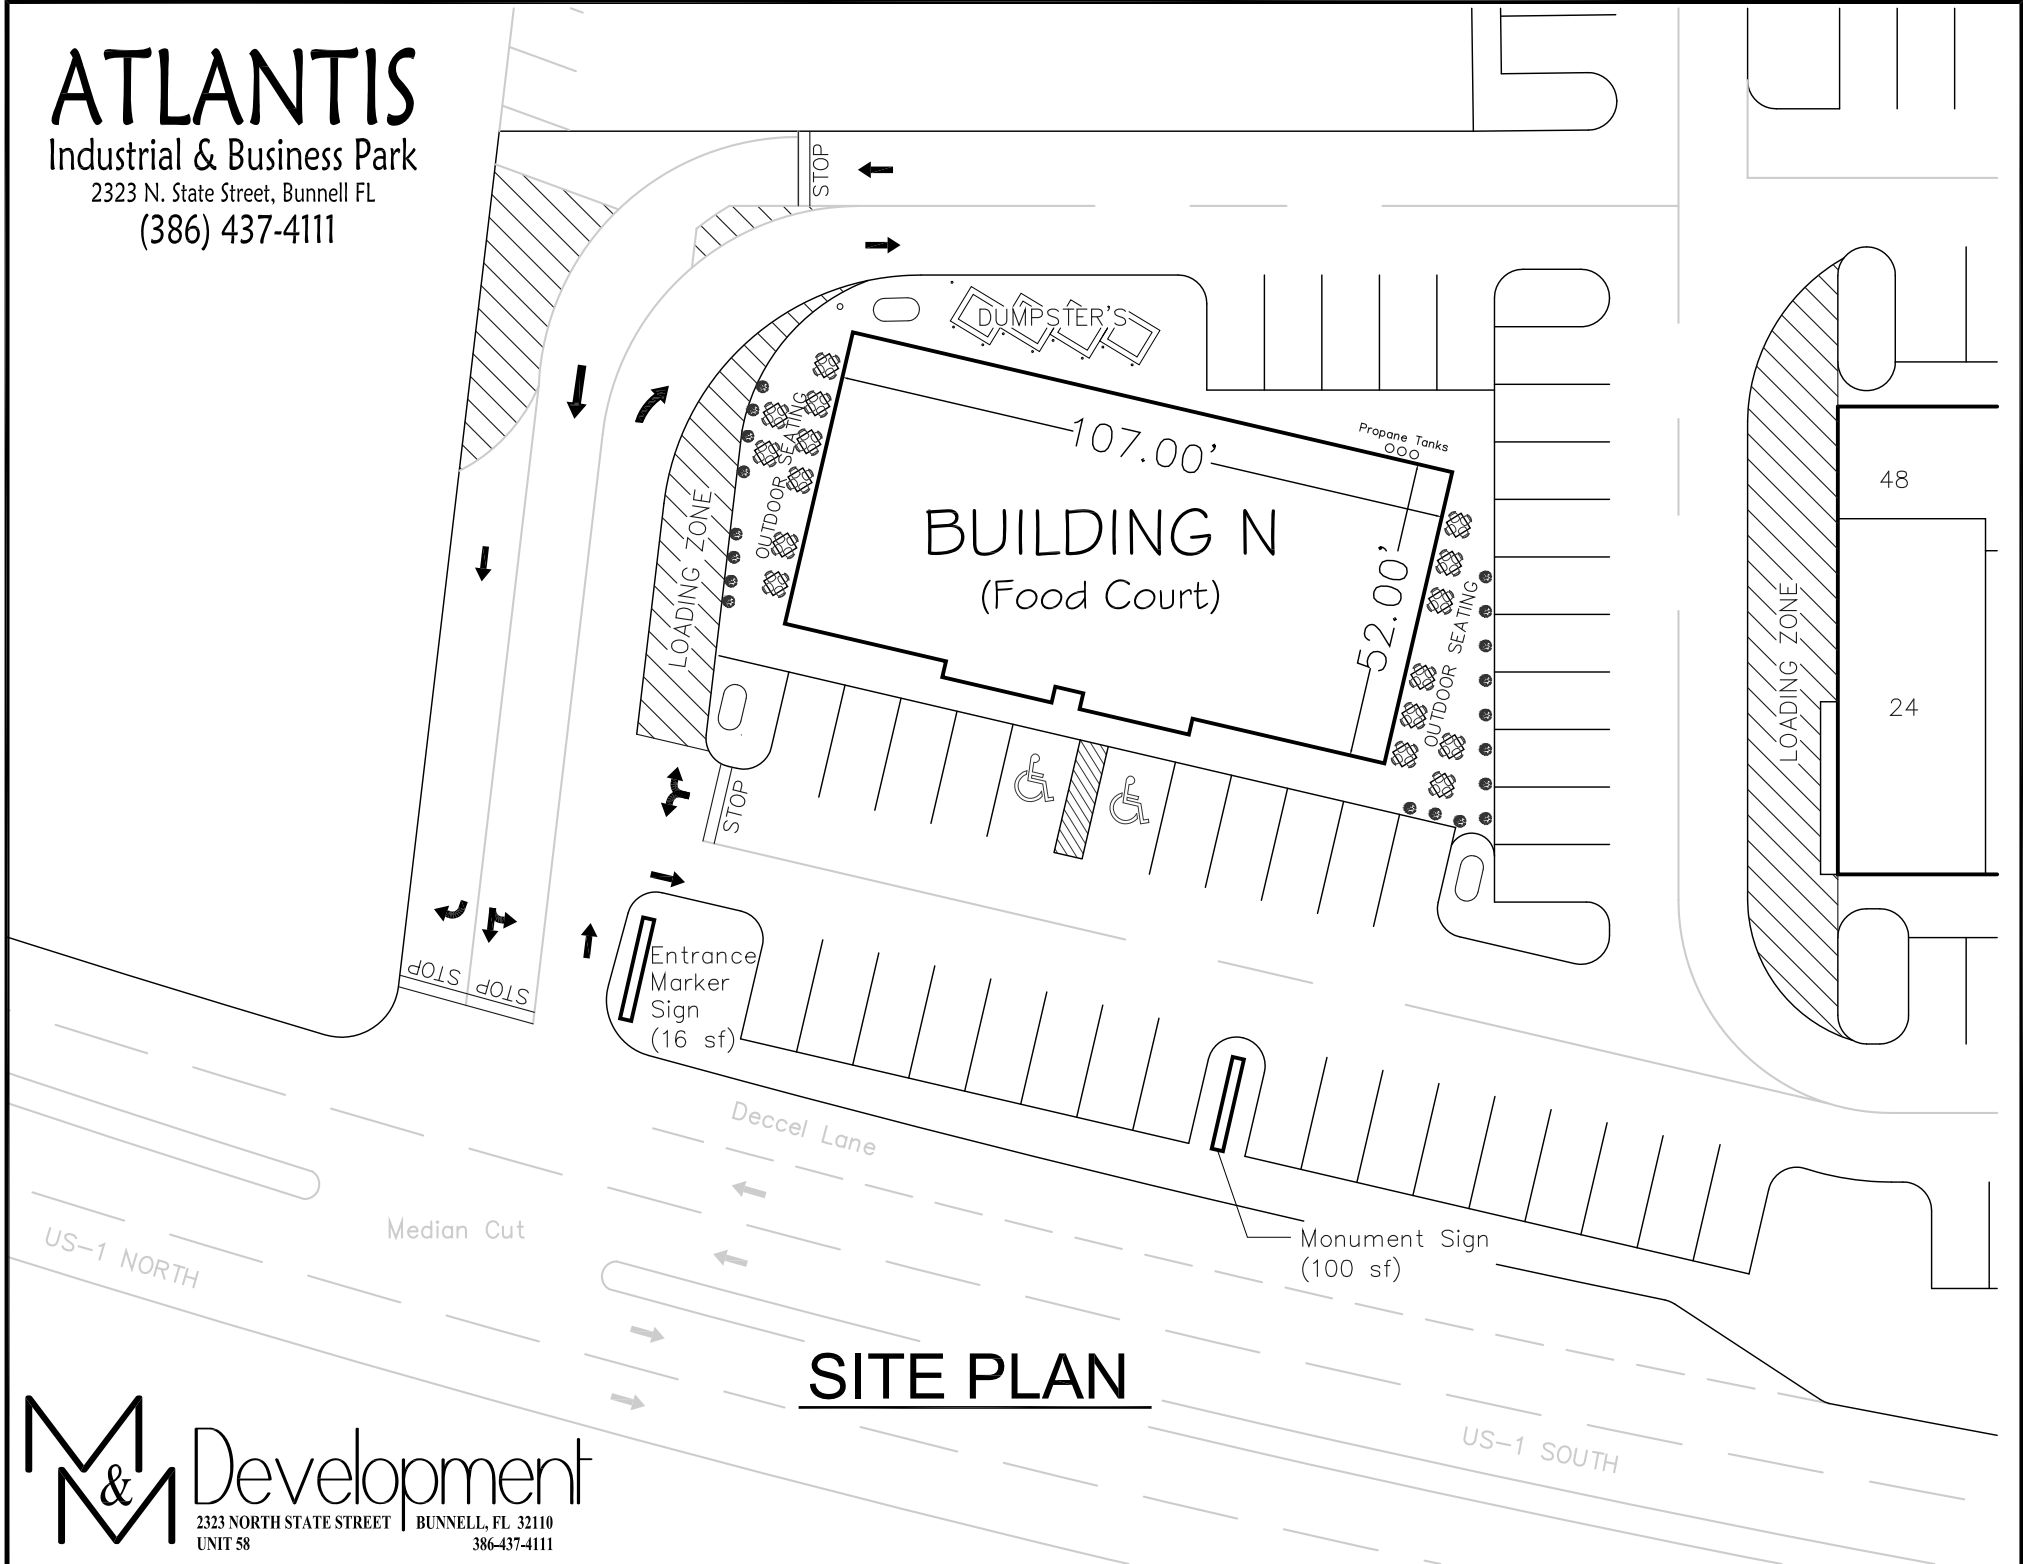 ATLANTIS
Industrial & Business Park
2323 N. State Street, Bunnell FL
(386) 437-4111
STOP
DUMPSTER'S
OUTDOOR SEATING
LOADING ZONE
107.00'
Propane Tanks
BUILDING N
(Food Court)
52.00'
OUTDOOR SEATING
LOADING ZONE
48
24
STOP
STOP
STOP
Entrance
Marker
Sign
(16 sf)
Deccel Lane
Median Cut
US-1 NORTH
Monument Sign
(100 sf)
US-1 SOUTH
SITE PLAN
M&M Development
2323 NORTH STATE STREET BUNNELL, FL 32110
UNIT 58 386-437-4111